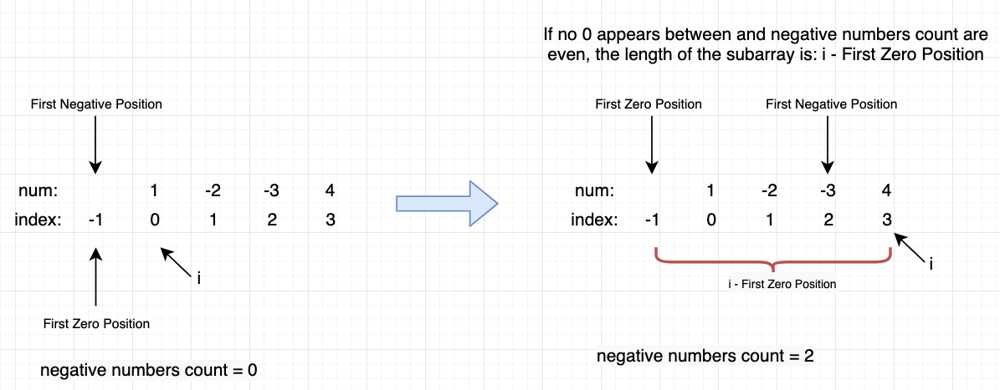 If no 0 appears between and negative numbers count are
even, the length of the subarray is: i - First Zero Position
First Negative Position
First Zero Position First Negative Position
num: 1 -2 -3 4
index: -1 0 1 2 3
num: 1 -2 -3 4
index: -1 0 1 2 3
i
i
i - First Zero Position
First Zero Position
negative numbers count = 0
negative numbers count = 2